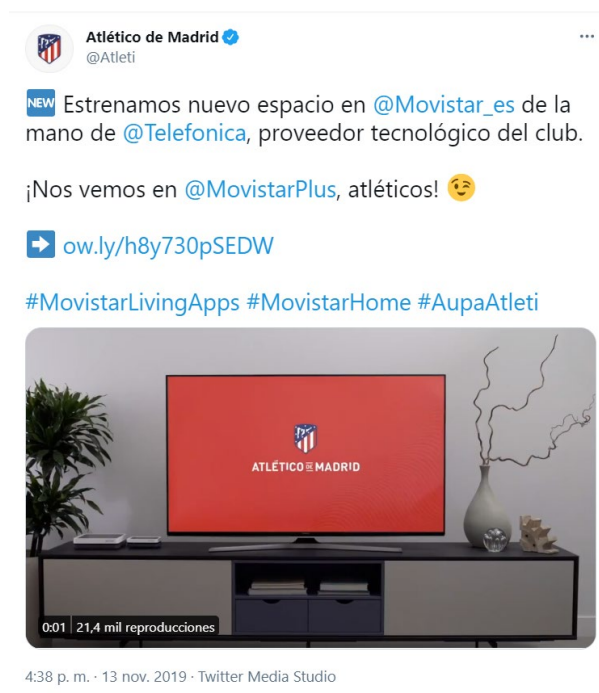 Atlético de Madrid
@Atleti
NEW Estrenamos nuevo espacio en @Movistar_es de la
mano de @Telefonica, proveedor tecnológico del club.
¡Nos vemos en @MovistarPlus, atléticos!
ow.ly/h8y730pSEDW
#MovistarLivingApps #MovistarHome #AupaAtleti
ATLÉTICO DE MADRID
0:01 21,4 mil reproducciones
4:38 p. m. · 13 nov. 2019 · Twitter Media Studio